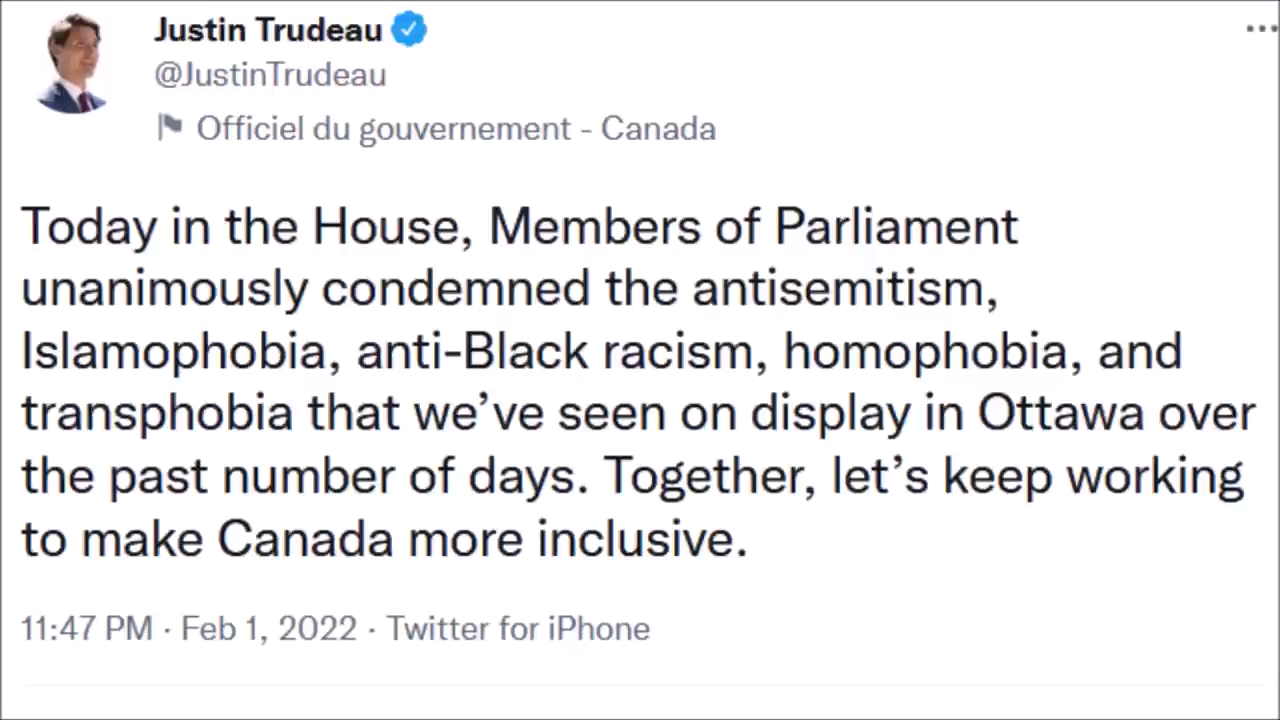 Justin Trudeau
@JustinTrudeau
Officiel du gouvernement - Canada
Today in the House, Members of Parliament
unanimously condemned the antisemitism,
Islamophobia, anti-Black racism, homophobia, and
transphobia that we’ve seen on display in Ottawa over
the past number of days. Together, let’s keep working
to make Canada more inclusive.
11:47 PM · Feb 1, 2022 · Twitter for iPhone